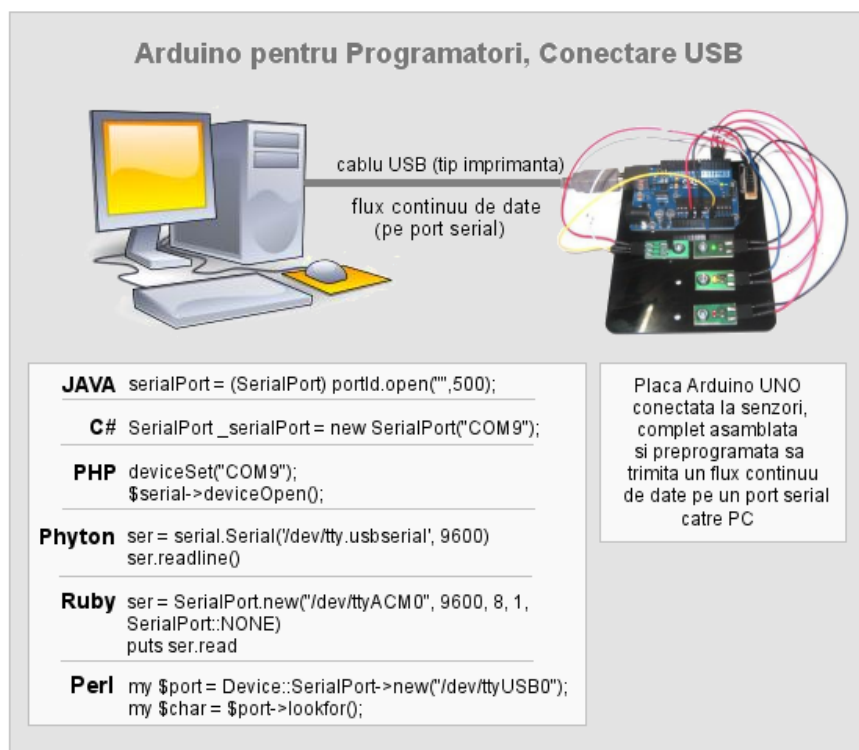 Arduino pentru Programatori, Conectare USB
cablu USB (tip imprimanta)
flux continuu de date
(pe port serial)
JAVA serialPort = (SerialPort) portId.open("",500);
C# SerialPort _serialPort = new SerialPort("COM9");
PHP deviceSet("COM9");
$serial->deviceOpen();
Phyton ser = serial.Serial('/dev/tty.usbserial', 9600)
ser.readline()
Ruby ser = SerialPort.new("/dev/ttyACM0", 9600, 8, 1,
SerialPort::NONE)
puts ser.read
Perl my $port = Device::SerialPort->new("/dev/ttyUSB0");
my $char = $port->lookfor();
Placa Arduino UNO
conectata la senzori,
complet asamblata
si preprogramata sa
trimita un flux continuu
de date pe un port serial
catre PC